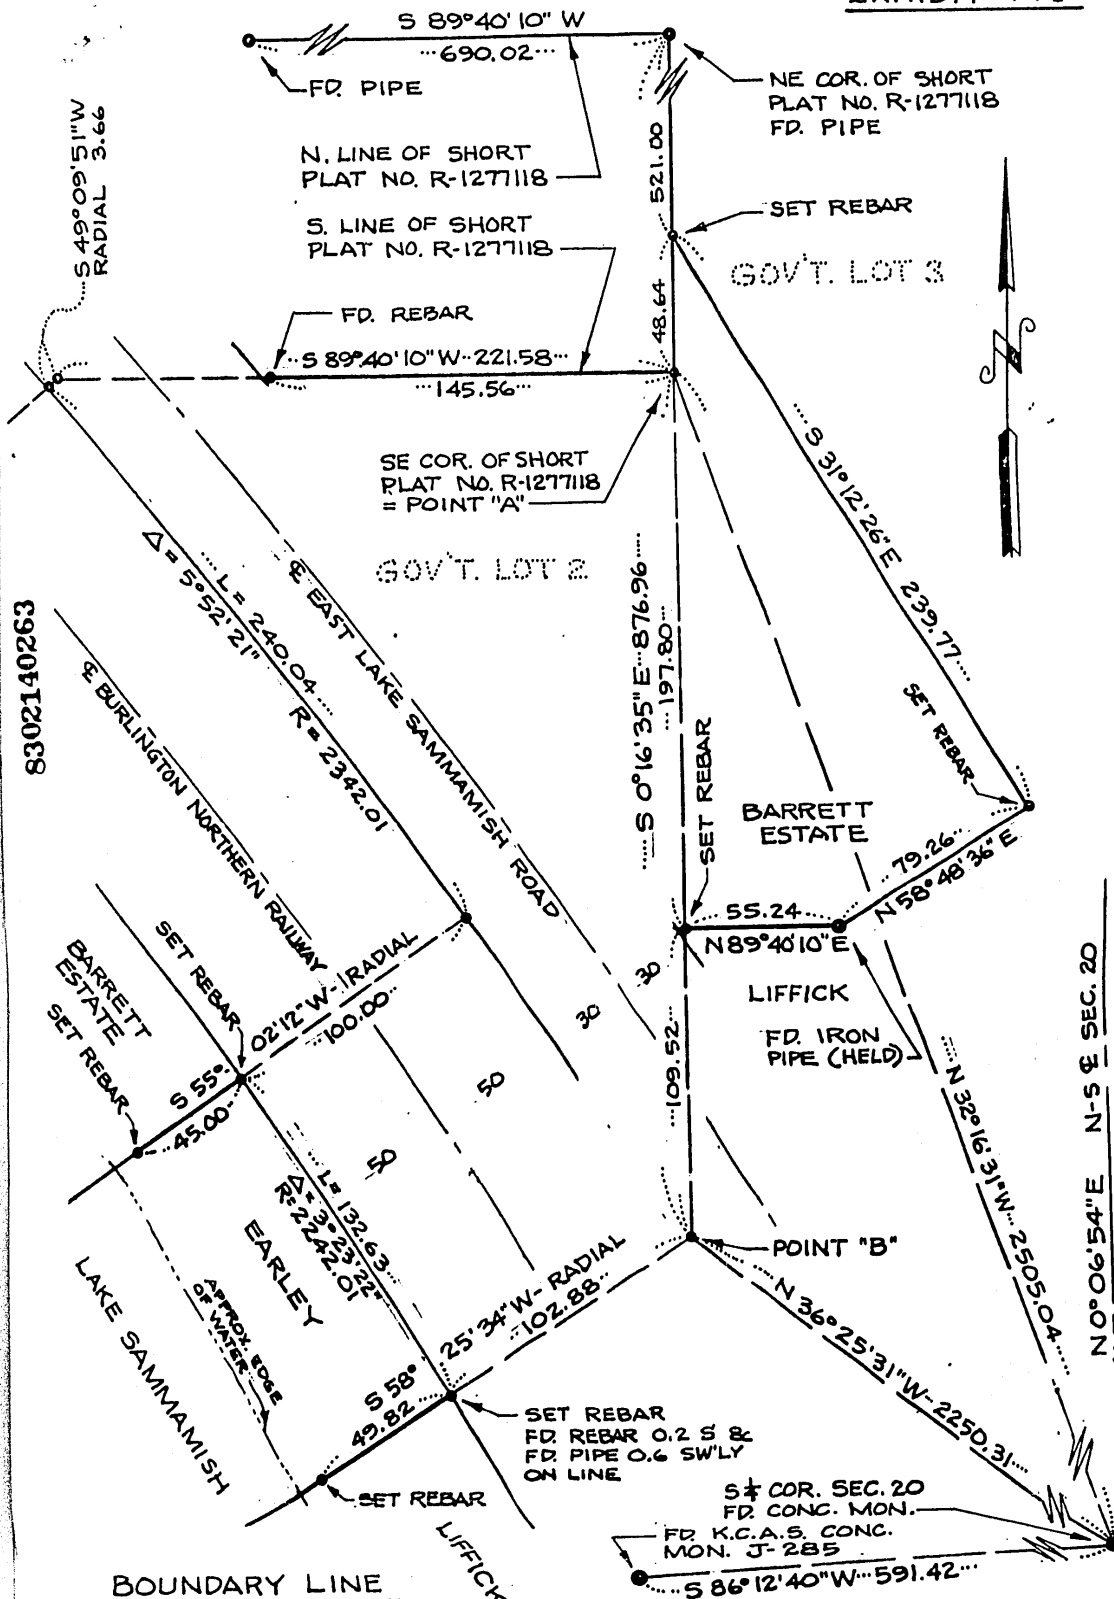 S 89°40'10" W
690.02
FD. PIPE
NE COR. OF SHORT
PLAT NO. R-1277118
FD. PIPE
S 49°09'51"W
RADIAL 3.66
N. LINE OF SHORT
PLAT NO. R-1277118
521.00
SET REBAR
S. LINE OF SHORT
PLAT NO. R-1277118
GOV'T. LOT 3
48.64
FD. REBAR
S 89°40'10"W 221.58
145.56
SE COR. OF SHORT
PLAT NO. R-1277118
= POINT "A"
S 31°12'26"E 239.77
GOV'T. LOT 2
Δ = 5°52'21"
L = 240.04
R = 2342.01
℄ EAST LAKE SAMMAMISH ROAD
S 0°16'35"E 876.96
197.80
8302140263
℄ BURLINGTON NORTHERN RAILWAY
SET REBAR
SET REBAR
BARRETT
ESTATE
79.26
N 58°48'36" E
55.24
N89°40'10"E
LIFFICK
FD. IRON
PIPE (HELD)
30
30
BARRETT
ESTATE
SET REBAR
SET REBAR
S 55° 02'12" W - RADIAL
100.00
45.00
50
50
109.52
N 32°16'31"W 2505.04
N 0°06'54"E N-S ℄ SEC. 20
L = 132.63
Δ = 3°23'22"
R = 2242.01
EARLEY
POINT "B"
LAKE SAMMAMISH
APPROX. EDGE
OF WATER
S 58° 25'34"W - RADIAL
102.88
49.82
N 36°25'31"W 2250.31
SET REBAR
FD. REBAR 0.2 S &
FD. PIPE 0.6 SW'LY
ON LINE
SET REBAR
S¼ COR. SEC. 20
FD. CONC. MON.
FD. K.C.A.S. CONC.
MON. J-285
S 86°12'40"W 591.42
LIFFICK
BOUNDARY LINE